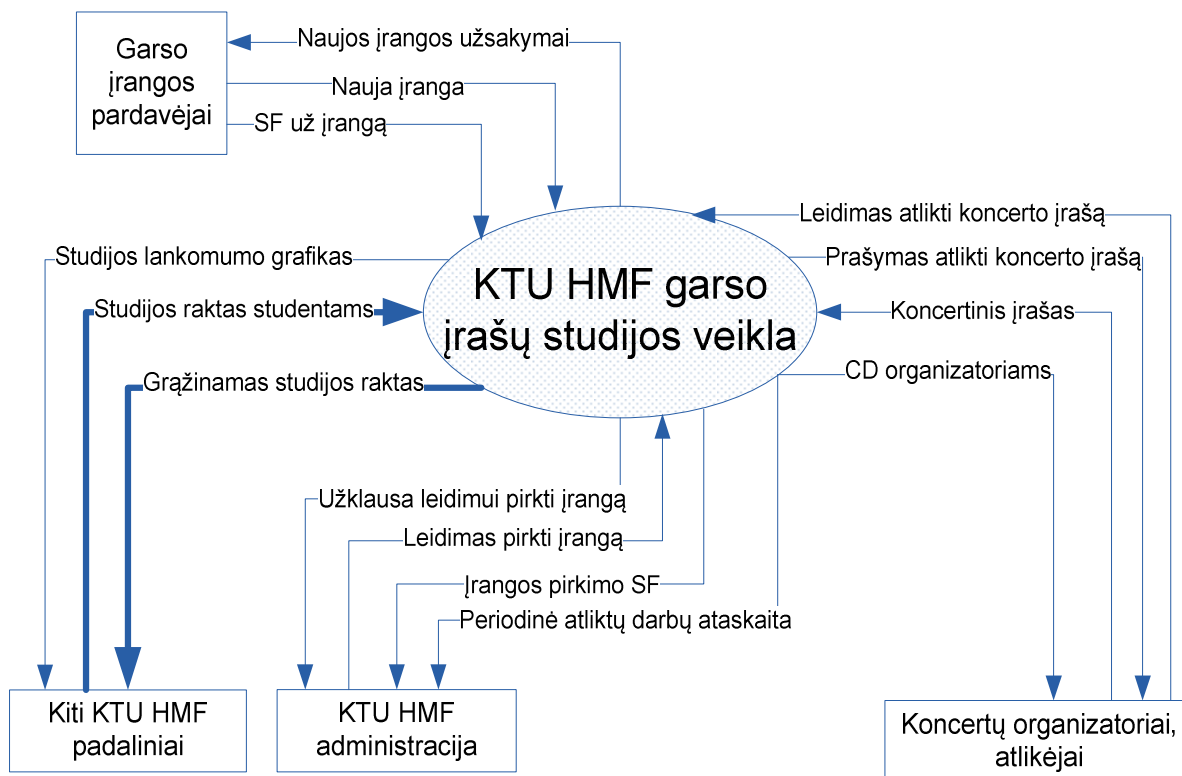 Garso
įrangos
pardavėjai
Naujos įrangos užsakymai
Nauja įranga
SF už įrangą
Leidimas atlikti koncerto įrašą
Studijos lankomumo grafikas
Prašymas atlikti koncerto įrašą
KTU HMF garso
įrašų studijos veikla
Studijos raktas studentams
Koncertinis įrašas
Grąžinamas studijos raktas
CD organizatoriams
Užklausa leidimui pirkti įrangą
Leidimas pirkti įrangą
Įrangos pirkimo SF
Periodinė atliktų darbų ataskaita
Kiti KTU HMF
padaliniai
KTU HMF
administracija
Koncertų organizatoriai,
atlikėjai